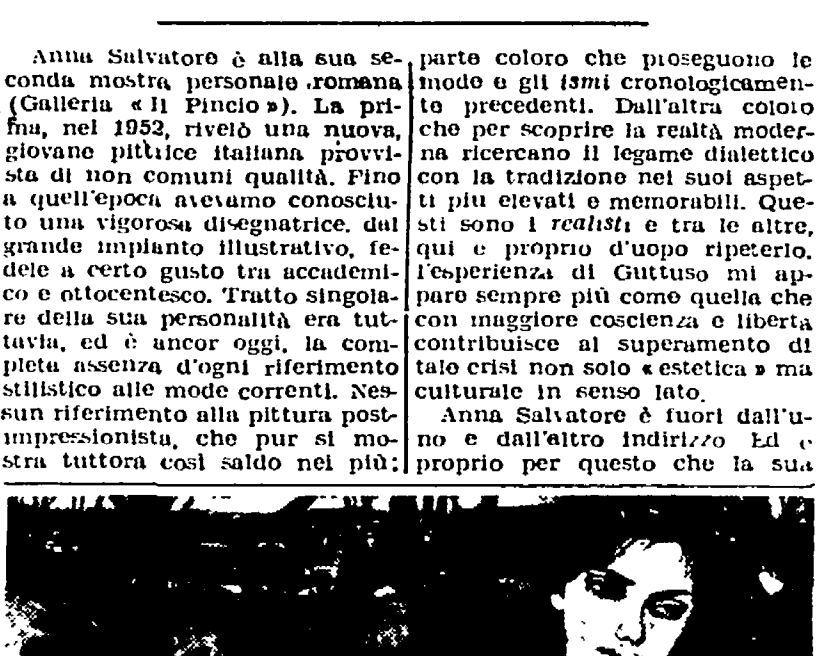 Anna Salvatore è alla sua se-
conda mostra personale romana
(Galleria « Il Pincio »). La pri-
ma, nel 1952, rivelò una nuova,
giovane pittrice italiana provvi-
sta di non comuni qualità. Fino
a quell'epoca avevamo conosciu-
to una vigorosa disegnatrice, dal
grande impianto illustrativo, fe-
dele a certo gusto tra accademi-
co e ottocentesco. Tratto singola-
re della sua personalità era tut-
tavia, ed è ancor oggi, la com-
pleta assenza d'ogni riferimento
stilistico alle mode correnti. Nes-
sun riferimento alla pittura post-
impressionista, che pur si mo-
stra tuttora così saldo nei più:
parte coloro che proseguono le
mode e gli ismi cronologicamen-
te precedenti. Dall'altra coloro
che per scoprire la realtà moder-
na ricercano il legame dialettico
con la tradizione nei suoi aspet-
ti più elevati e memorabili. Que-
sti sono i realisti e tra le altre,
qui è proprio d'uopo ripeterlo,
l'esperienza di Guttuso mi ap-
pare sempre più come quella che
con maggiore coscienza e libertà
contribuisce al superamento di
tale crisi non solo « estetica » ma
culturale in senso lato.
Anna Salvatore è fuori dall'u-
no e dall'altro indirizzo Ed è
proprio per questo che la sua